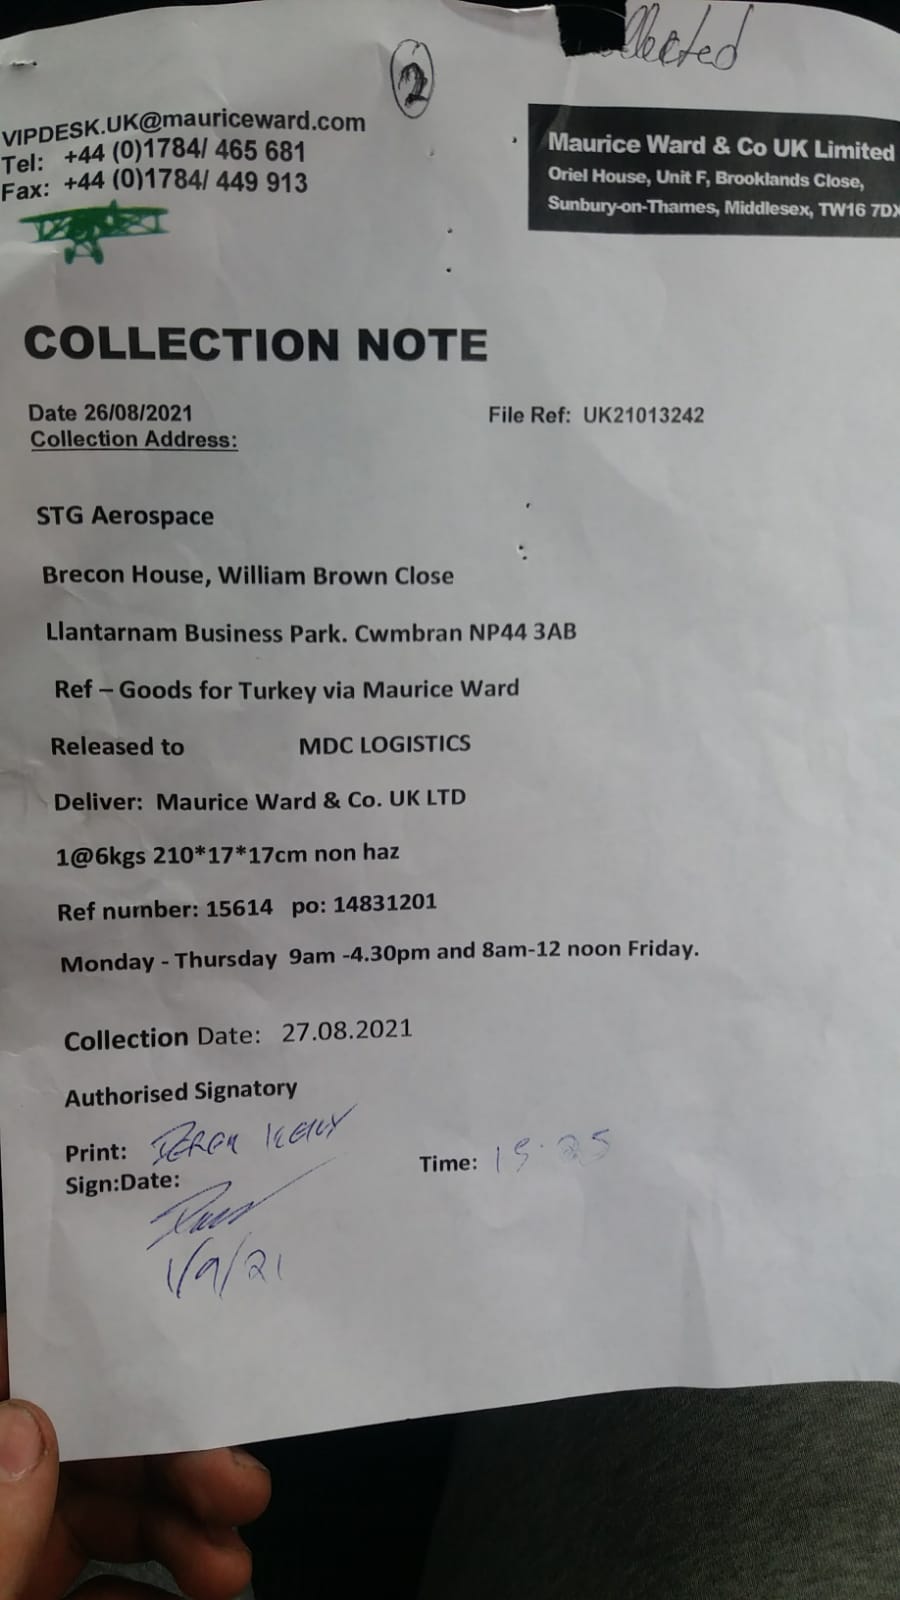 2
llected
VIPDESK.UK@mauriceward.com
Tel: +44 (0)1784/ 465 681
Fax: +44 (0)1784/ 449 913
Maurice Ward & Co UK Limited
Oriel House, Unit F, Brooklands Close,
Sunbury-on-Thames, Middlesex, TW16 7DX
COLLECTION NOTE
Date 26/08/2021 File Ref: UK21013242
Collection Address:
STG Aerospace
Brecon House, William Brown Close
Llantarnam Business Park. Cwmbran NP44 3AB
Ref – Goods for Turkey via Maurice Ward
Released to MDC LOGISTICS
Deliver: Maurice Ward & Co. UK LTD
1@6kgs 210*17*17cm non haz
Ref number: 15614 po: 14831201
Monday - Thursday 9am -4.30pm and 8am-12 noon Friday.
Collection Date: 27.08.2021
Authorised Signatory
Print:
Time:
Sign:Date:
1/9/21